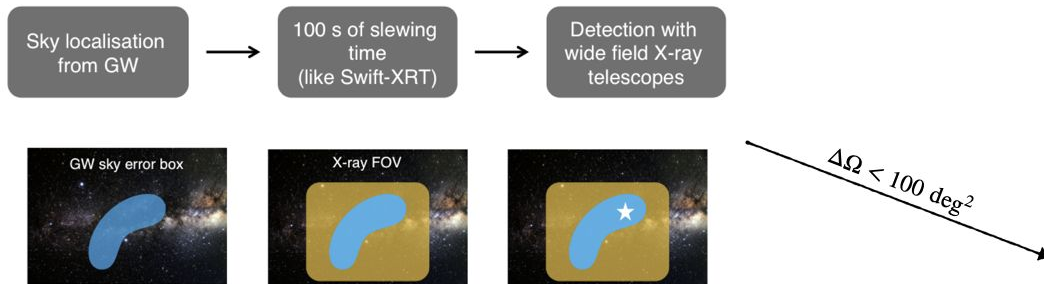 Sky localisation
from GW
100 s of slewing
time
(like Swift-XRT)
Detection with
wide field X-ray
telescopes
GW sky error box
X-ray FOV
ΔΩ < 100 deg²